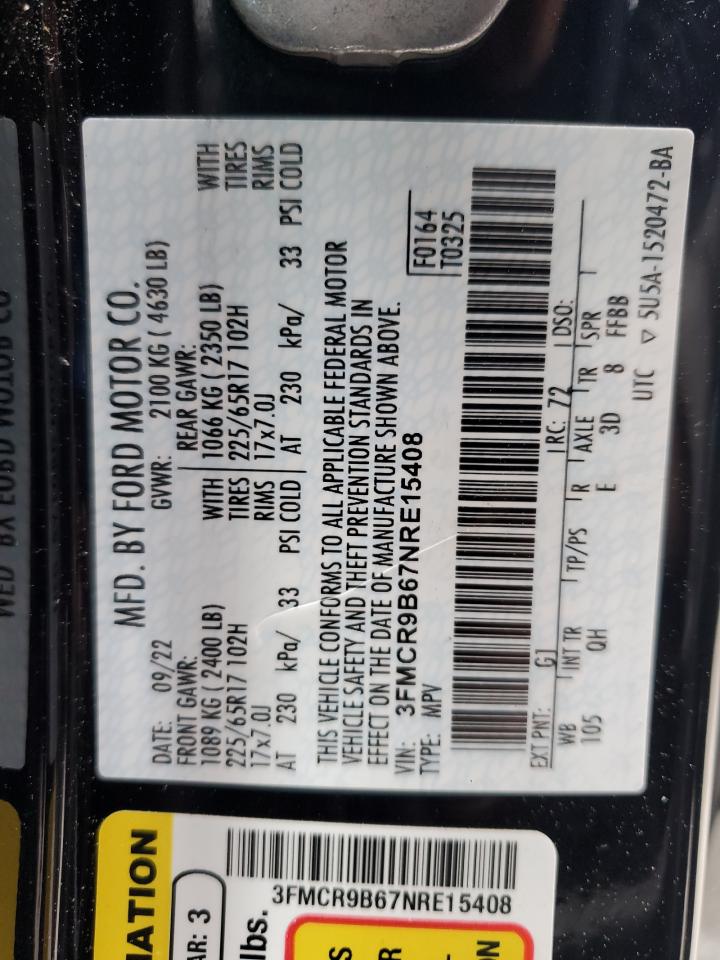 MFD. BY FORD MOTOR CO.
DATE: 09/22 GVWR: 2100 KG ( 4630 LB)
FRONT GAWR: REAR GAWR:
1089 KG ( 2400 LB) WITH 1066 KG ( 2350 LB) WITH
225/65R17 102H TIRES 225/65R17 102H TIRES
17x7.0J RIMS 17x7.0J RIMS
AT 230 kPa/ 33 PSI COLD AT 230 kPa/ 33 PSI COLD
THIS VEHICLE CONFORMS TO ALL APPLICABLE FEDERAL MOTOR
VEHICLE SAFETY AND THEFT PREVENTION STANDARDS IN
EFFECT ON THE DATE OF MANUFACTURE SHOWN ABOVE.
VIN: 3FMCR9B67NRE15408 F0164
TYPE: MPV T0325
EXT PNT: G1 RC: 72 DSO:
WB INT TR TP/PS R AXLE TR SPR
105 QH E 3D 8 FFBB
UTC ▽ 5U5A-1520472-BA
MATION
AR: 3
lbs.
3FMCR9B67NRE15408
S
R
ON